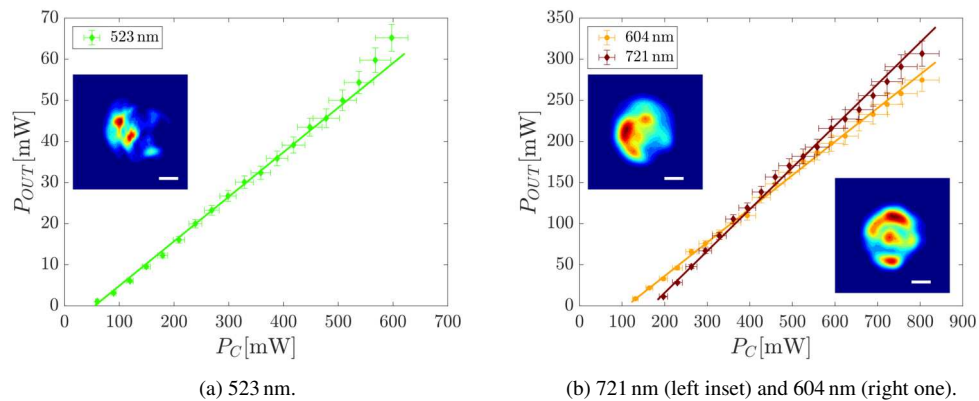 70
60
50
40
30
20
10
0
P_OUT[mW]
523 nm
0 100 200 300 400 500 600 700
P_C[mW]
(a) 523 nm.
350
300
250
200
150
100
50
0
P_OUT[mW]
604 nm
721 nm
0 100 200 300 400 500 600 700 800 900
P_C[mW]
(b) 721 nm (left inset) and 604 nm (right one).